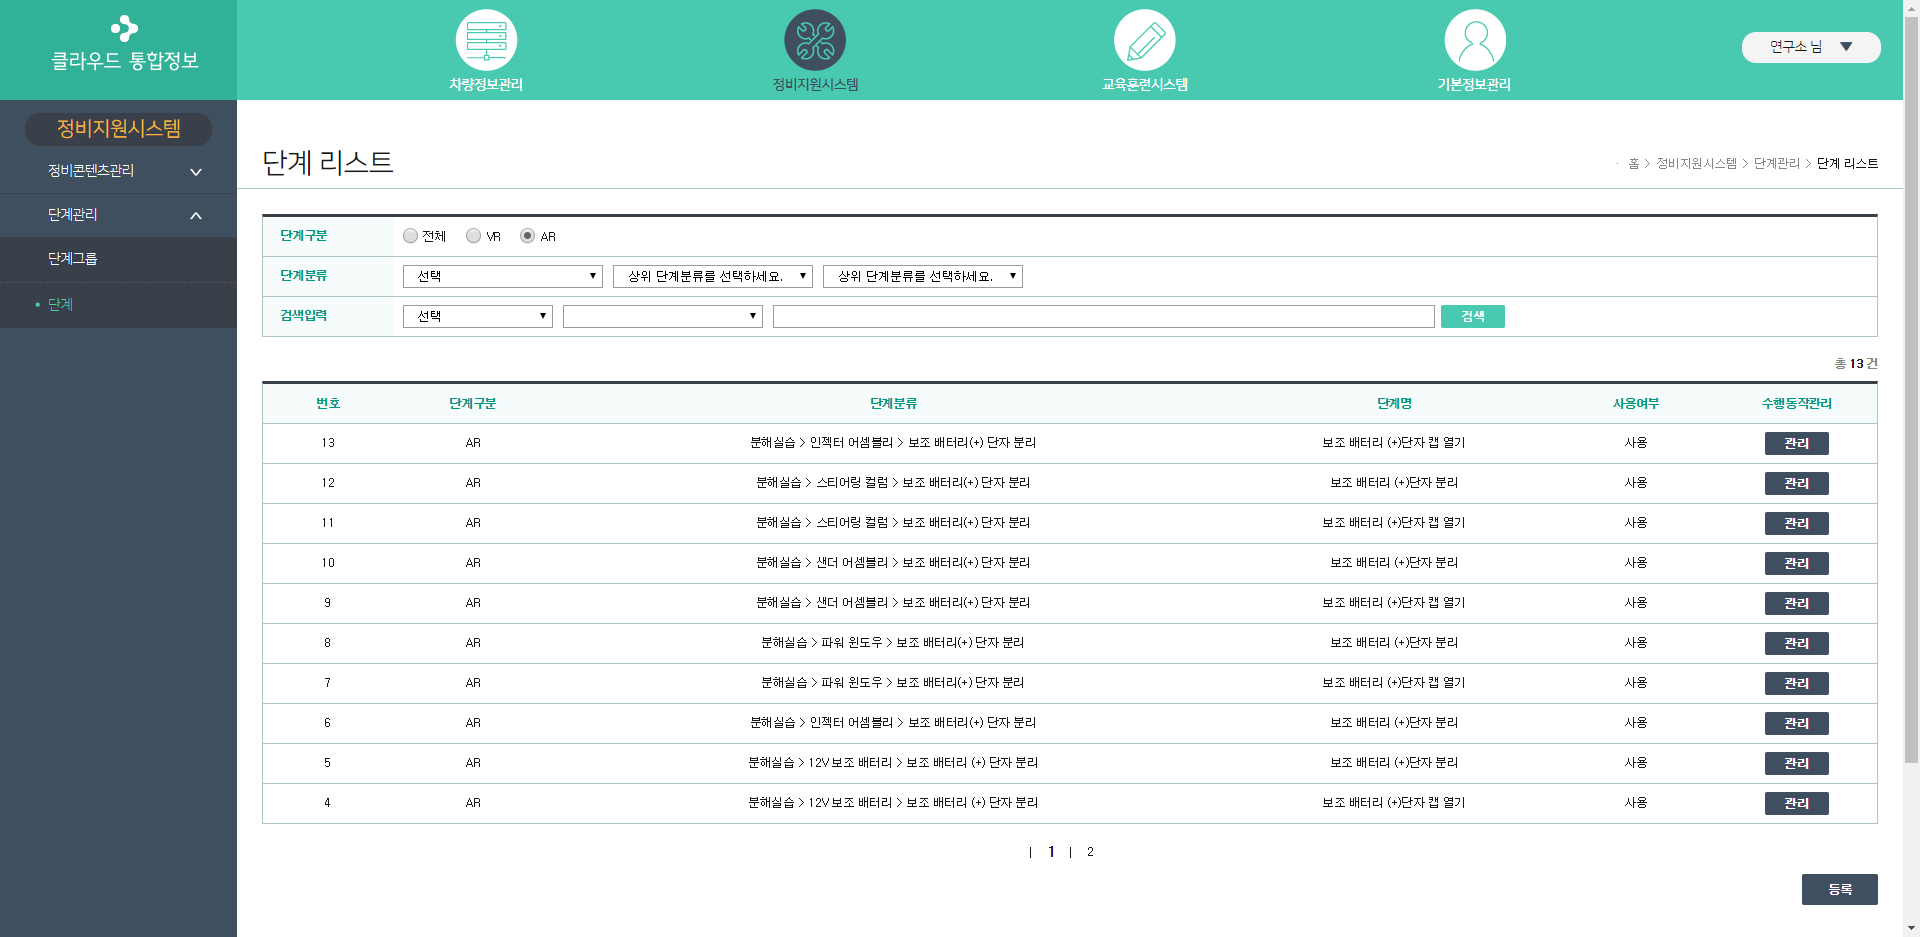 클라우드 통합정보
차량정보관리
정비지원시스템
교육훈련시스템
기본정보관리
연구소 님
정비지원시스템
정비콘텐츠관리
단계관리
단계그룹
단계
단계 리스트
홈 > 정비지원시스템 > 단계관리 > 단계 리스트
단계구분 전체 VR AR
단계분류 선택 상위 단계분류를 선택하세요. 상위 단계분류를 선택하세요.
검색입력 선택 검색
총 13 건
번호 단계구분 단계분류 단계명 사용여부 수행동작관리
13 AR 분해실습 > 인젝터 어셈블리 > 보조 배터리(+) 단자 분리 보조 배터리 (+)단자 캡 열기 사용 관리
12 AR 분해실습 > 스티어링 컬럼 > 보조 배터리(+) 단자 분리 보조 배터리 (+)단자 분리 사용 관리
11 AR 분해실습 > 스티어링 컬럼 > 보조 배터리(+) 단자 분리 보조 배터리 (+)단자 캡 열기 사용 관리
10 AR 분해실습 > 샌더 어셈블리 > 보조 배터리(+) 단자 분리 보조 배터리 (+)단자 분리 사용 관리
9 AR 분해실습 > 샌더 어셈블리 > 보조 배터리(+) 단자 분리 보조 배터리 (+)단자 캡 열기 사용 관리
8 AR 분해실습 > 파워 윈도우 > 보조 배터리(+) 단자 분리 보조 배터리 (+)단자 분리 사용 관리
7 AR 분해실습 > 파워 윈도우 > 보조 배터리(+) 단자 분리 보조 배터리 (+)단자 캡 열기 사용 관리
6 AR 분해실습 > 인젝터 어셈블리 > 보조 배터리(+) 단자 분리 보조 배터리 (+)단자 분리 사용 관리
5 AR 분해실습 > 12V 보조 배터리 > 보조 배터리 (+) 단자 분리 보조 배터리 (+)단자 분리 사용 관리
4 AR 분해실습 > 12V 보조 배터리 > 보조 배터리 (+) 단자 분리 보조 배터리 (+)단자 캡 열기 사용 관리
| 1 | 2
등록